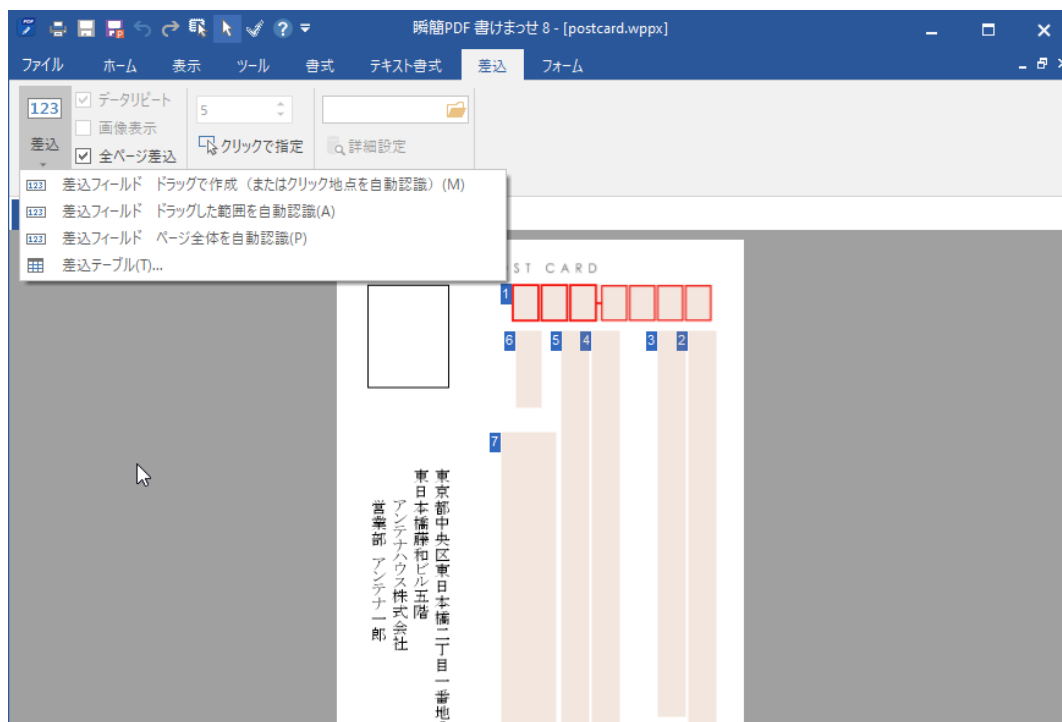 瞬簡PDF 書けまっせ 8 - [postcard.wppx]
ファイル ホーム 表示 ツール 書式 テキスト書式 差込 フォーム
123
差込
データリピート
画像表示
全ページ差込
5
クリックで指定
詳細設定
123 差込フィールド ドラッグで作成（またはクリック地点を自動認識）(M)
123 差込フィールド ドラッグした範囲を自動認識(A)
123 差込フィールド ページ全体を自動認識(P)
差込テーブル(T)...
OST CARD
1
6 5 4 3 2
7
東京都中央区東日本橋二丁目一番地
東日本橋藤和ビル五階
アンテナハウス株式会社
営業部 アンテナ一郎